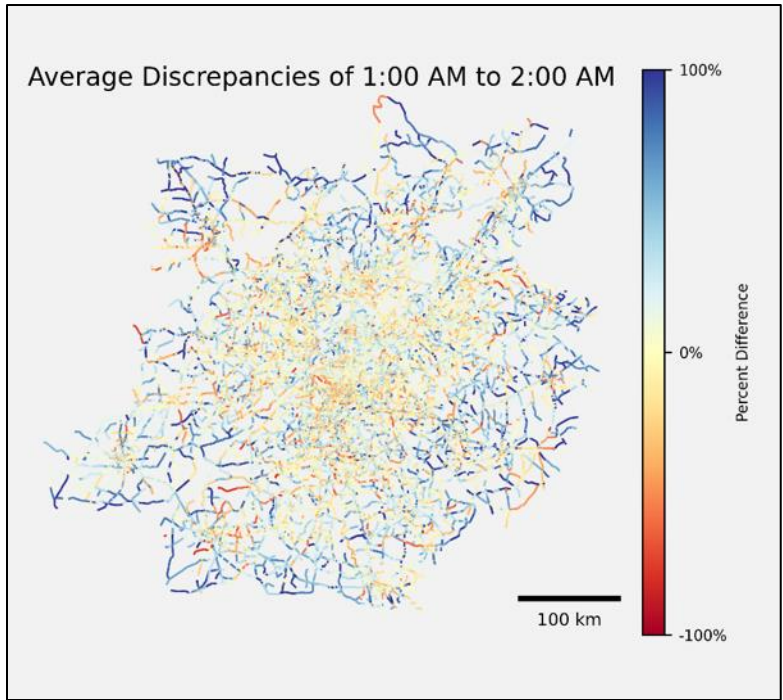 Average Discrepancies of 1:00 AM to 2:00 AM
100%
0%
-100%
Percent Difference
100 km